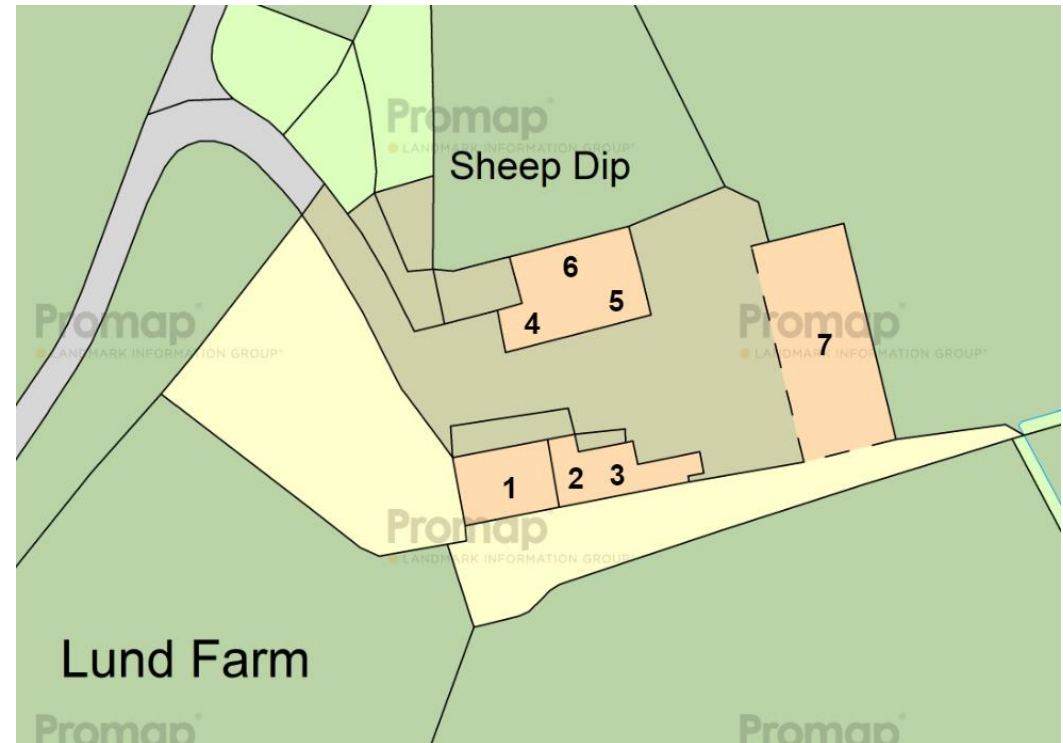 Promap®
LANDMARK INFORMATION GROUP®
Sheep Dip
6
5
4
Promap®
LANDMARK INFORMATION GROUP®
Promap®
LANDMARK INFORMATION GROUP®
7
1
2
3
Promap®
LANDMARK INFORMATION GROUP®
Lund Farm
Promap®
Promap®